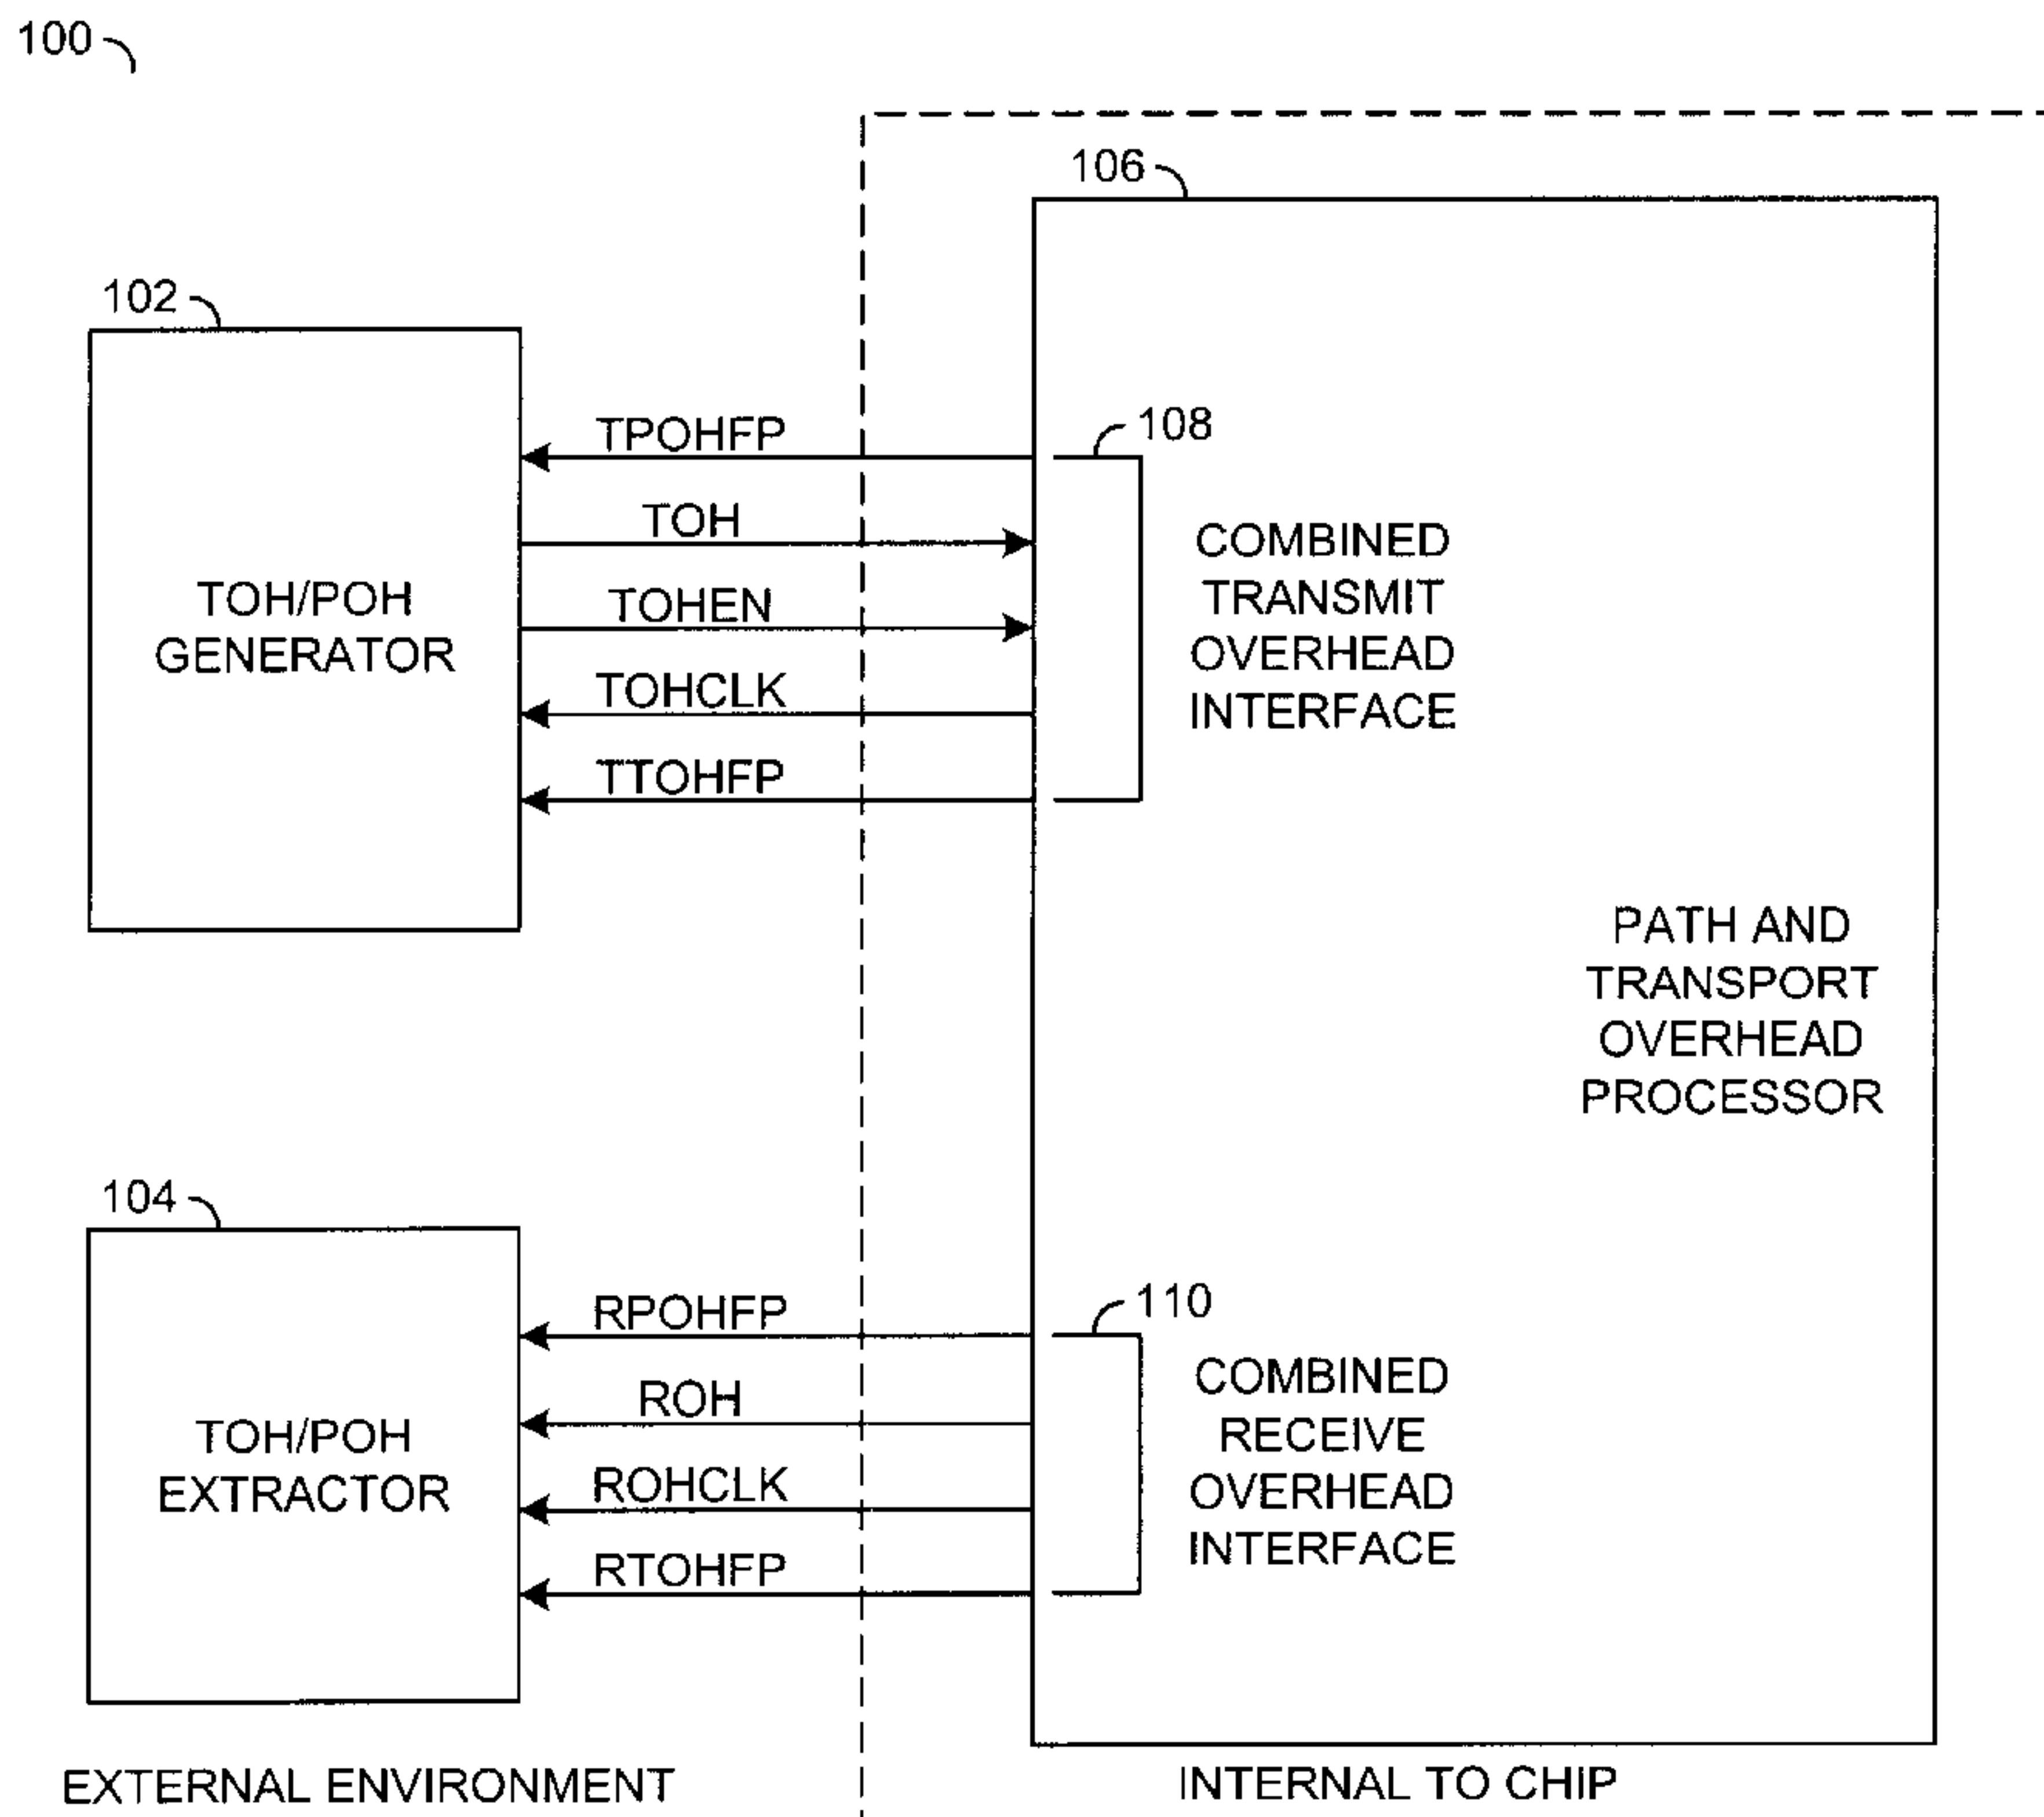 100
106
102
TOH/POH
GENERATOR
TPOHFP
TOH
TOHEN
TOHCLK
TTOHFP
108
COMBINED
TRANSMIT
OVERHEAD
INTERFACE
PATH AND
TRANSPORT
OVERHEAD
PROCESSOR
104
TOH/POH
EXTRACTOR
RPOHFP
ROH
ROHCLK
RTOHFP
110
COMBINED
RECEIVE
OVERHEAD
INTERFACE
EXTERNAL ENVIRONMENT
INTERNAL TO CHIP